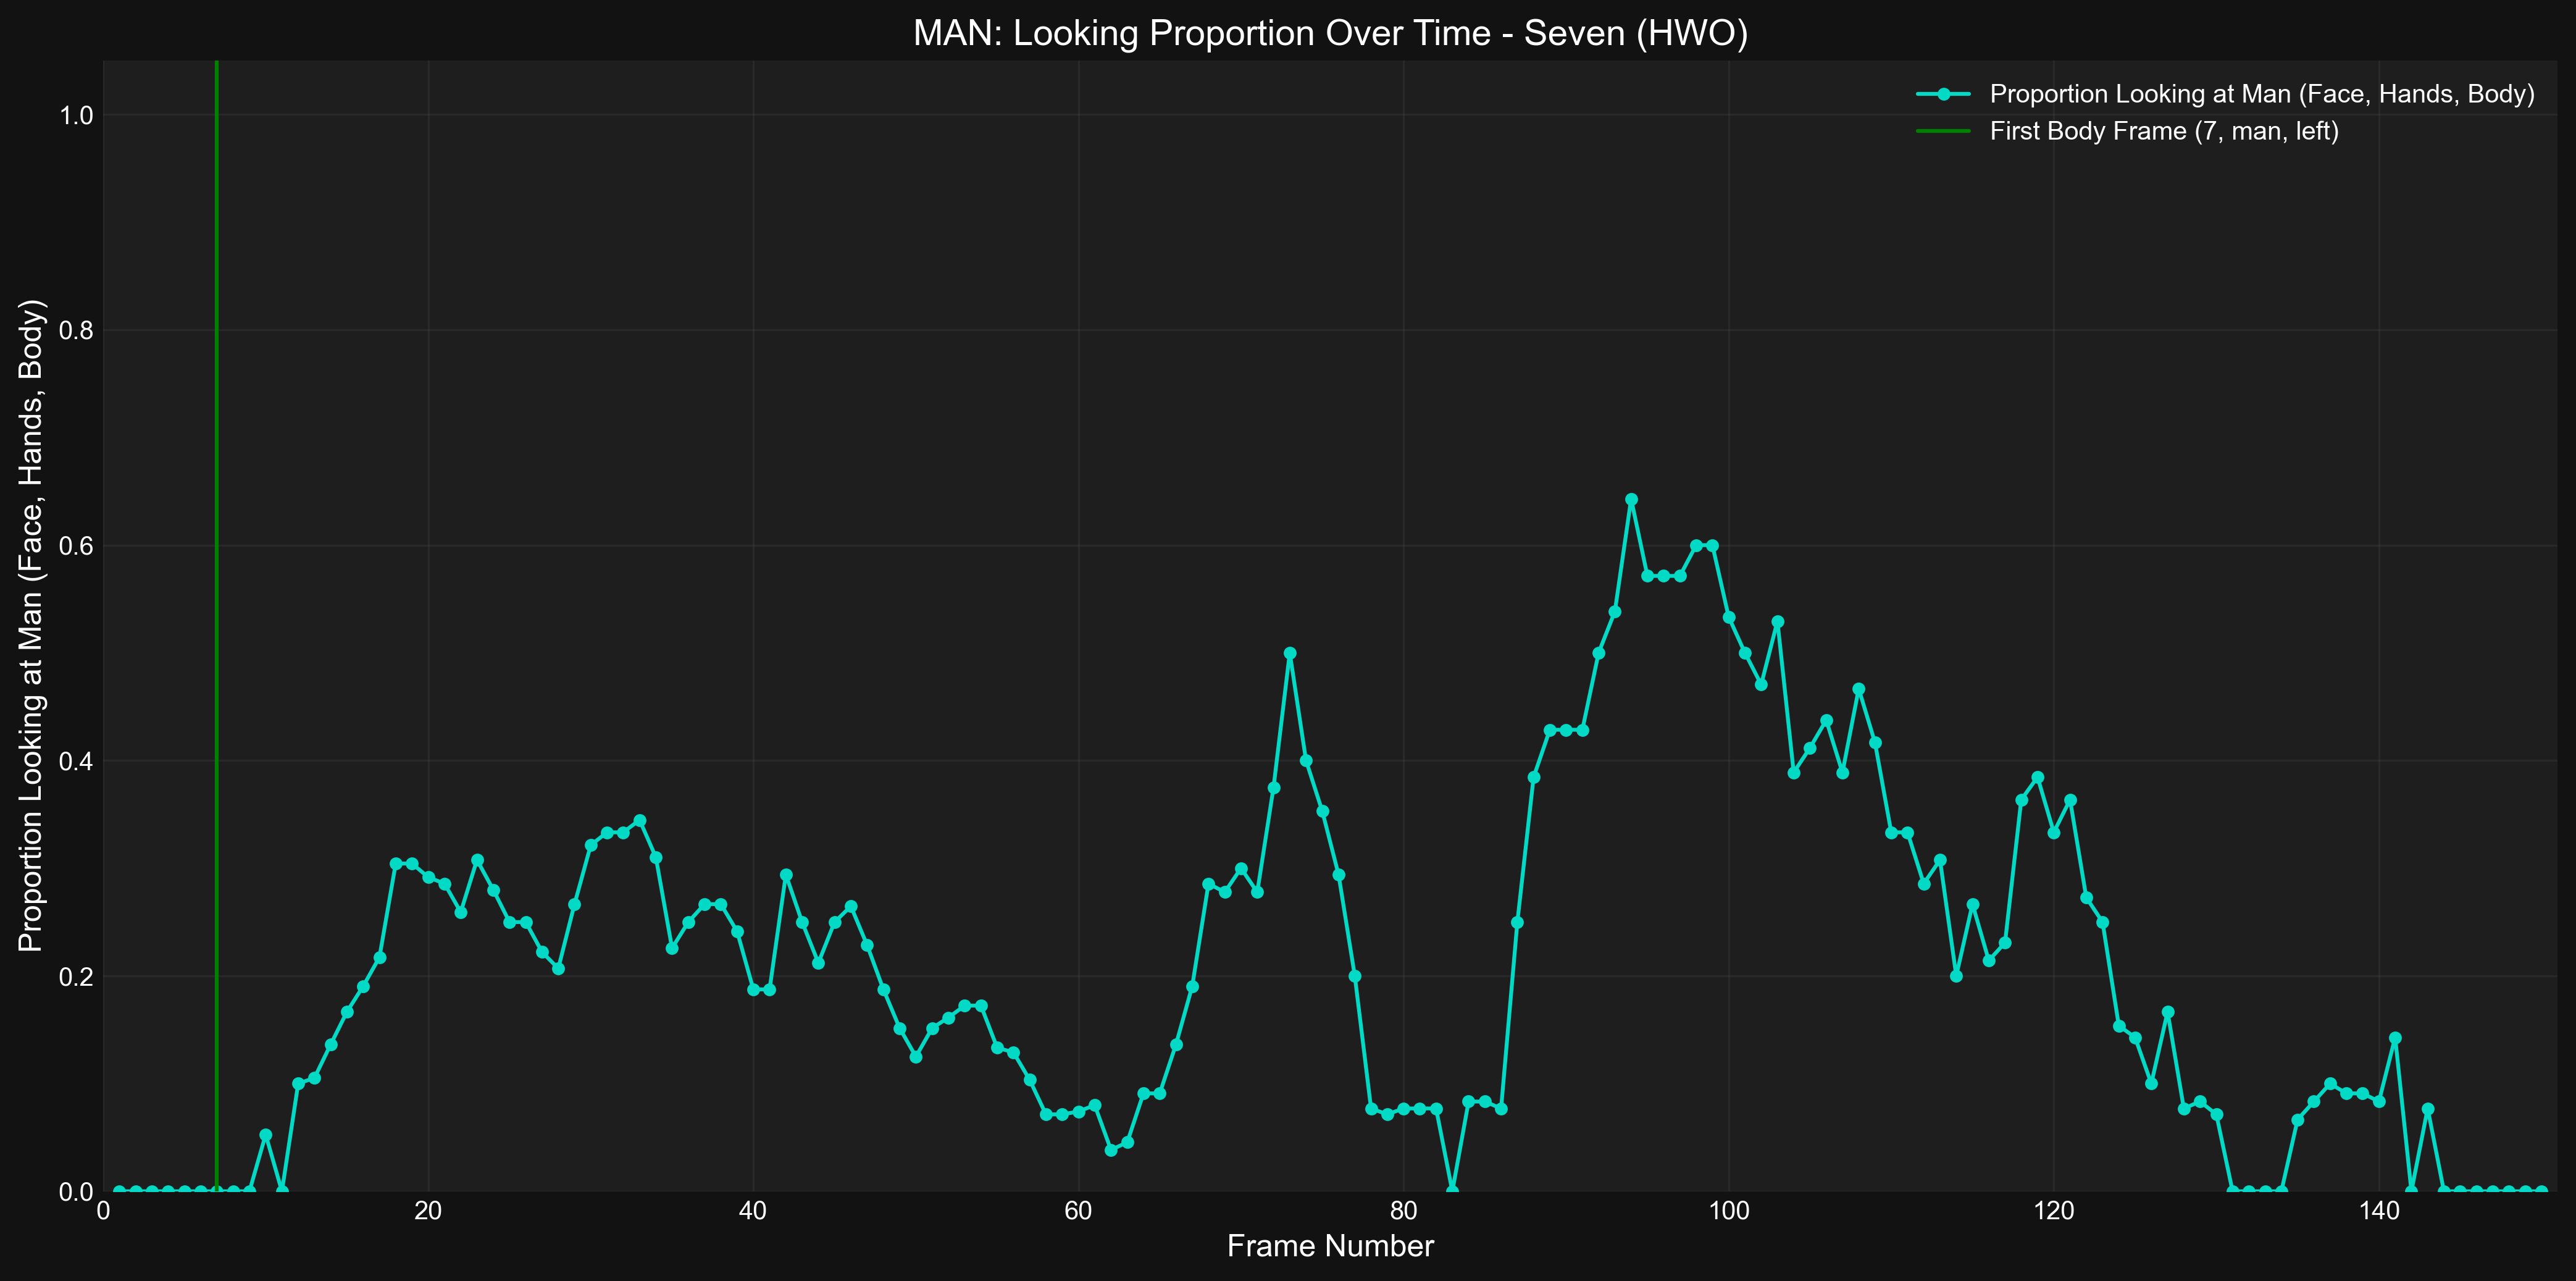 MAN: Looking Proportion Over Time - Seven (HWO)
Proportion Looking at Man (Face, Hands, Body)
First Body Frame (7, man, left)
Proportion Looking at Man (Face, Hands, Body)
1.0
0.8
0.6
0.4
0.2
0.0
0 20 40 60 80 100 120 140
Frame Number